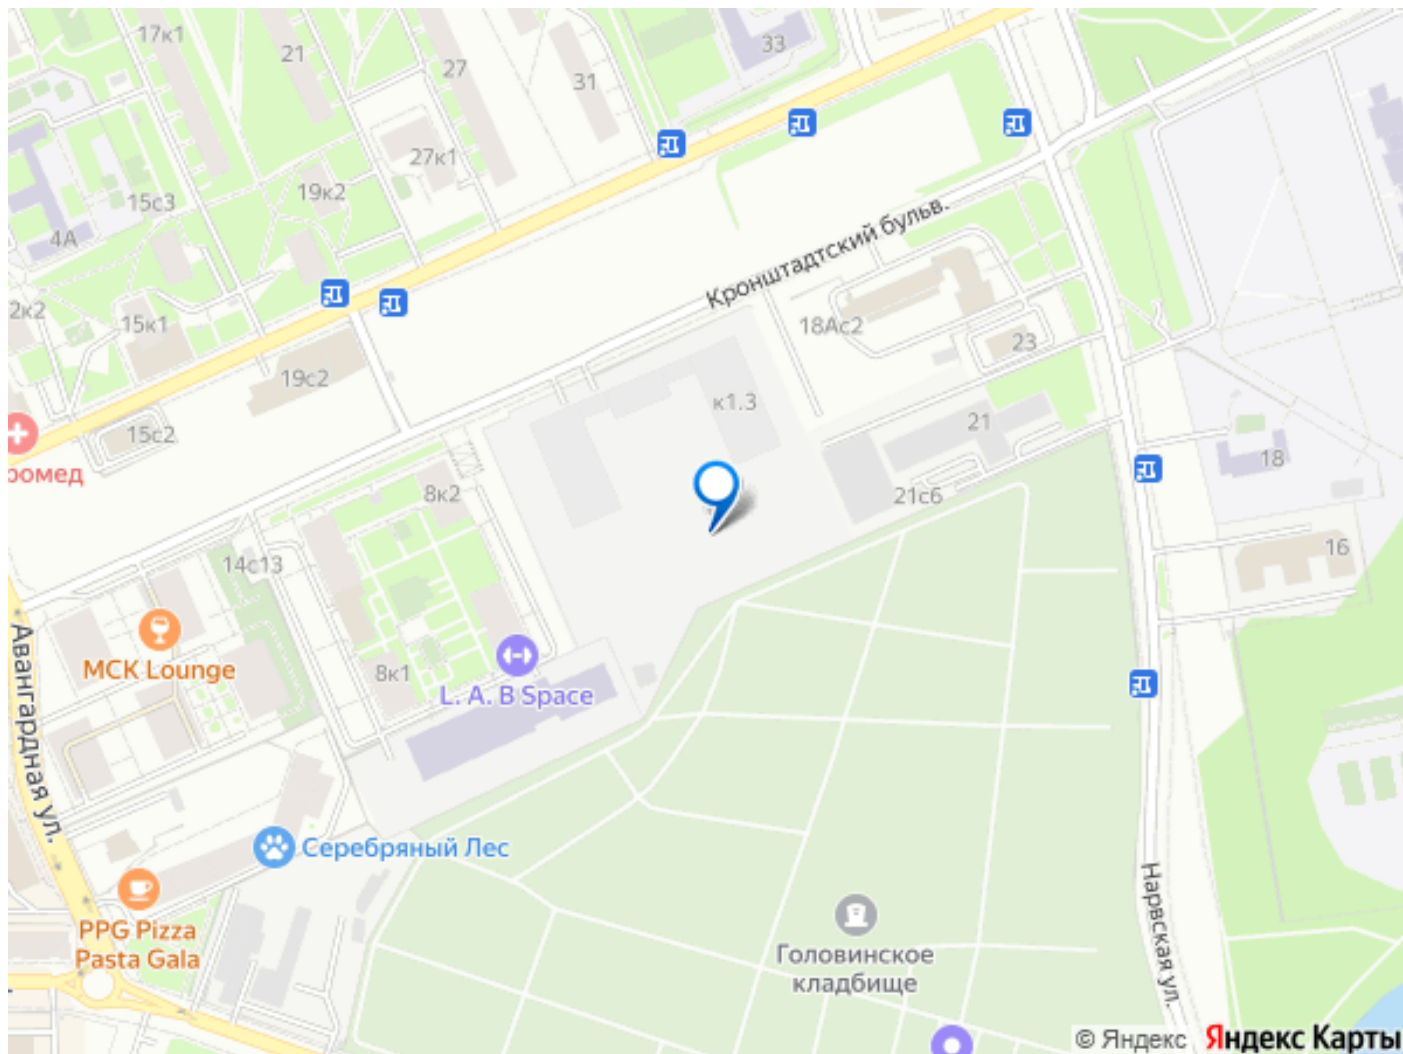 17к1
21
27
31
33
27к1
19к2
15с3
4А
2к2
15к1
Кронштадтский бульв.
18Ас2
23
19с2
к1.3
21
15с2
ромед
8к2
21с6
18
16
14с13
Авангардная ул.
МСК Lounge
8к1
L. A. B Space
Серебряный Лес
PPG Pizza
Pasta Gala
Головинское
кладбище
Нарвская ул.
© Яндекс
Яндекс Карты